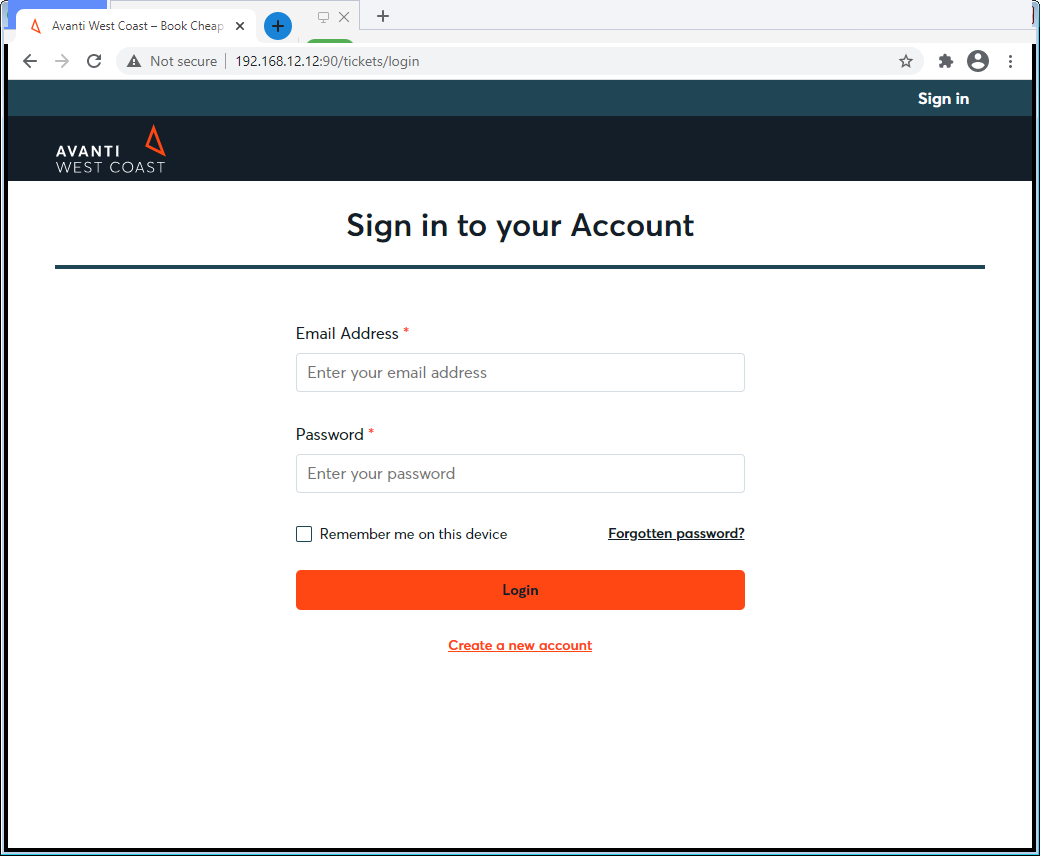 Avanti West Coast – Book Cheap
Not secure
192.168.12.12:90/tickets/login
Sign in
AVANTI
WEST COAST
Sign in to your Account
Email Address *
Enter your email address
Password *
Enter your password
Remember me on this device
Forgotten password?
Login
Create a new account